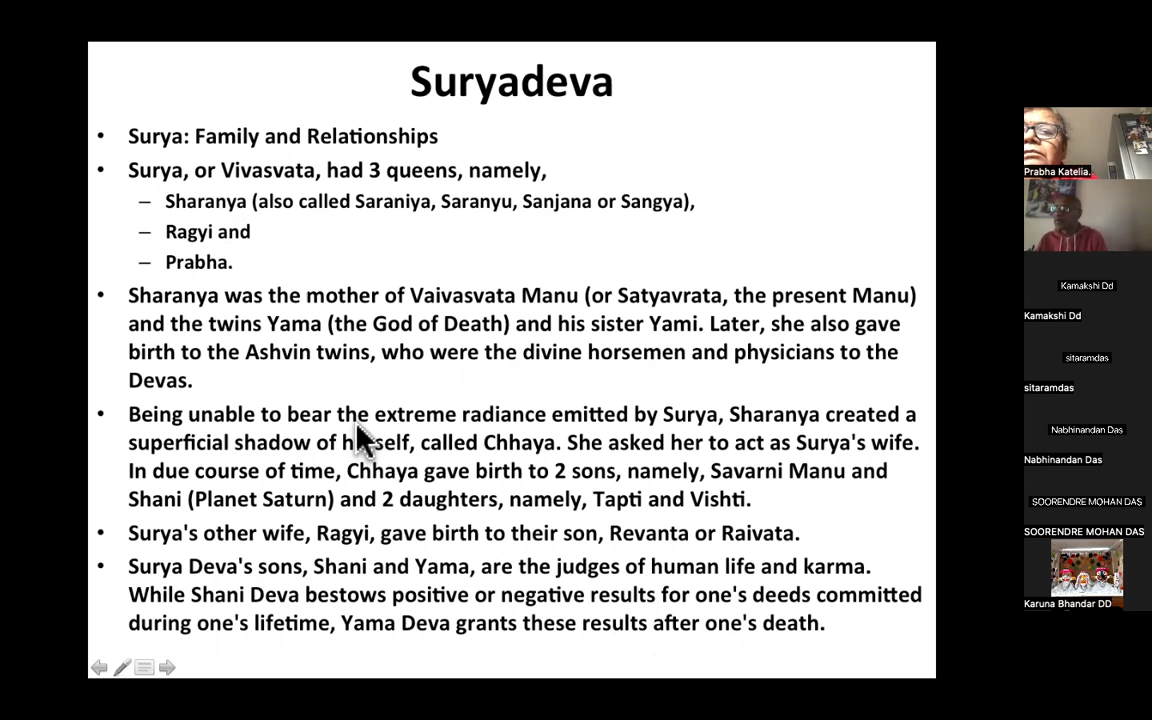 Suryadeva
• Surya: Family and Relationships
• Surya, or Vivasvata, had 3 queens, namely,
– Sharanya (also called Saraniya, Saranyu, Sanjana or Sangya),
– Ragyi and
– Prabha.
• Sharanya was the mother of Vaivasvata Manu (or Satyavrata, the present Manu)
and the twins Yama (the God of Death) and his sister Yami. Later, she also gave
birth to the Ashvin twins, who were the divine horsemen and physicians to the
Devas.
• Being unable to bear the extreme radiance emitted by Surya, Sharanya created a
superficial shadow of herself, called Chhaya. She asked her to act as Surya's wife.
In due course of time, Chhaya gave birth to 2 sons, namely, Savarni Manu and
Shani (Planet Saturn) and 2 daughters, namely, Tapti and Vishti.
• Surya's other wife, Ragyi, gave birth to their son, Revanta or Raivata.
• Surya Deva's sons, Shani and Yama, are the judges of human life and karma.
While Shani Deva bestows positive or negative results for one's deeds committed
during one's lifetime, Yama Deva grants these results after one's death.
Prabha Katelia.
Kamakshi Dd
Kamakshi Dd
sitaramdas
sitaramdas
Nabhinandan Das
Nabhinandan Das
SOORENDRE MOHAN DAS
SOORENDRE MOHAN DAS
Karuna Bhandar DD